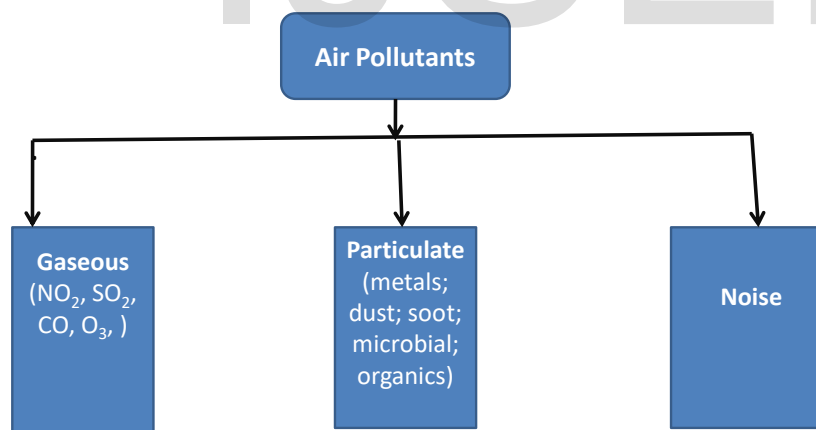 Air Pollutants
Gaseous
(NO₂, SO₂,
CO, O₃, )
Particulate
(metals;
dust; soot;
microbial;
organics)
Noise